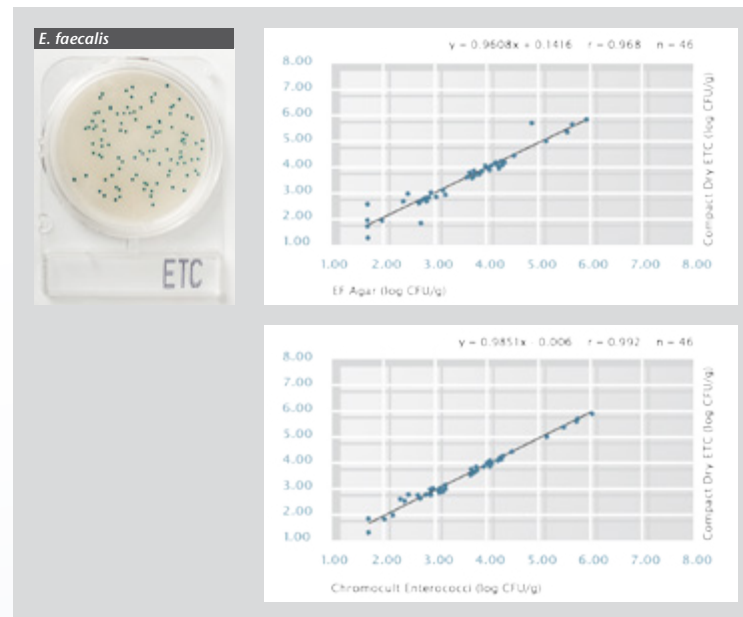 E. faecalis
ETC
y = 0.9608x + 0.1416 r = 0.968 n = 46
8.00
7.00
6.00
5.00
4.00
3.00
2.00
1.00
1.00 2.00 3.00 4.00 5.00 6.00 7.00 8.00
EF Agar (log CFU/g)
Compact Dry ETC (log CFU/g)
y = 0.9851x - 0.006 r = 0.992 n = 46
8.00
7.00
6.00
5.00
4.00
3.00
2.00
1.00
1.00 2.00 3.00 4.00 5.00 6.00 7.00 8.00
Chromocult Enterococci (log CFU/g)
Compact Dry ETC (log CFU/g)